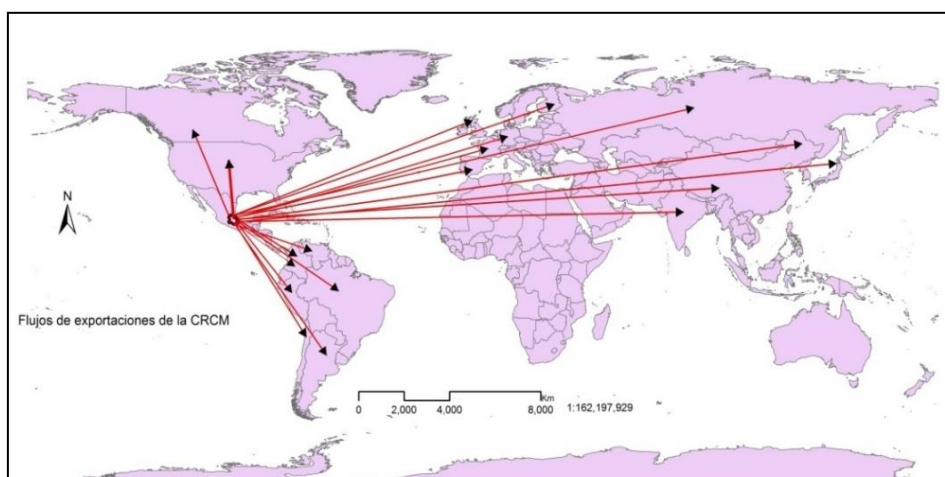 N
Flujos de exportaciones de la CRCM
Km
0 2,000 4,000 8,000 1:162,197,929